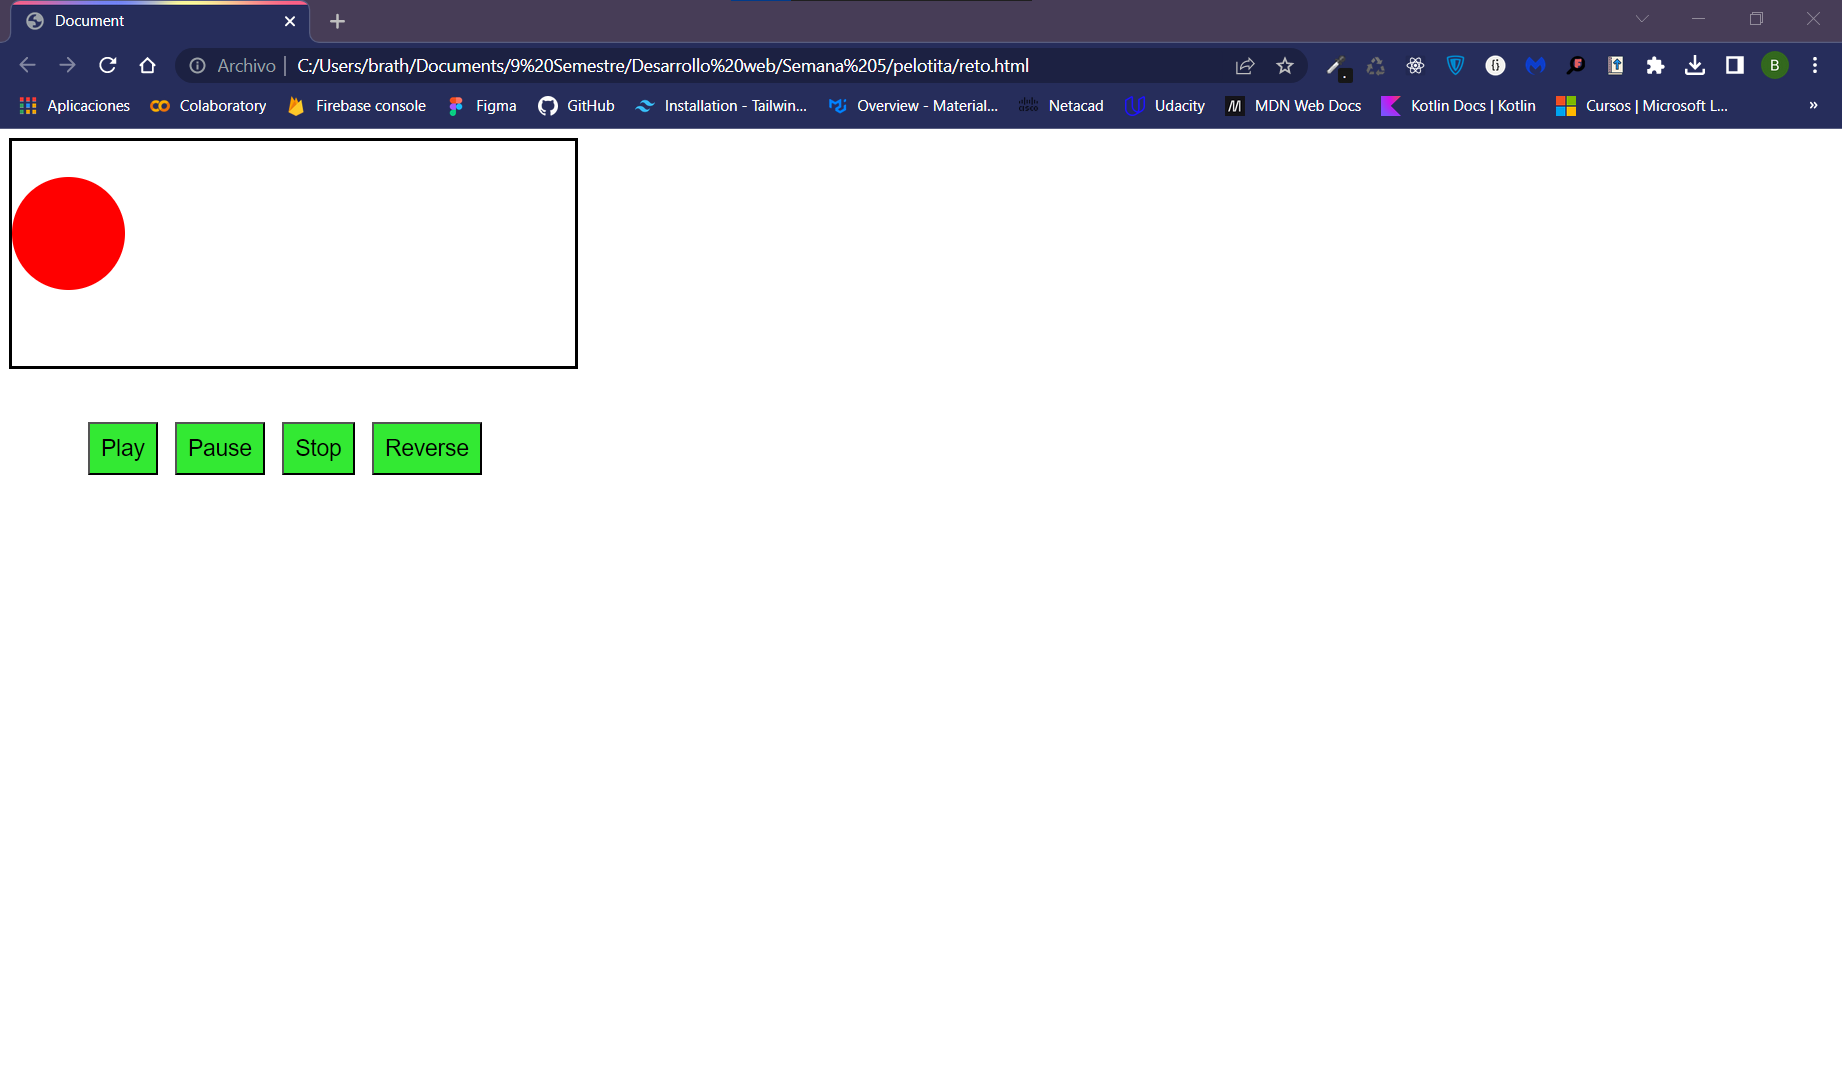 Document
Archivo | C:/Users/brath/Documents/9%20Semestre/Desarrollo%20web/Semana%205/pelotita/reto.html
B
Aplicaciones Colaboratory Firebase console Figma GitHub Installation - Tailwin... Overview - Material... cisco Netacad Udacity MDN Web Docs Kotlin Docs | Kotlin Cursos | Microsoft L... »
Play Pause Stop Reverse